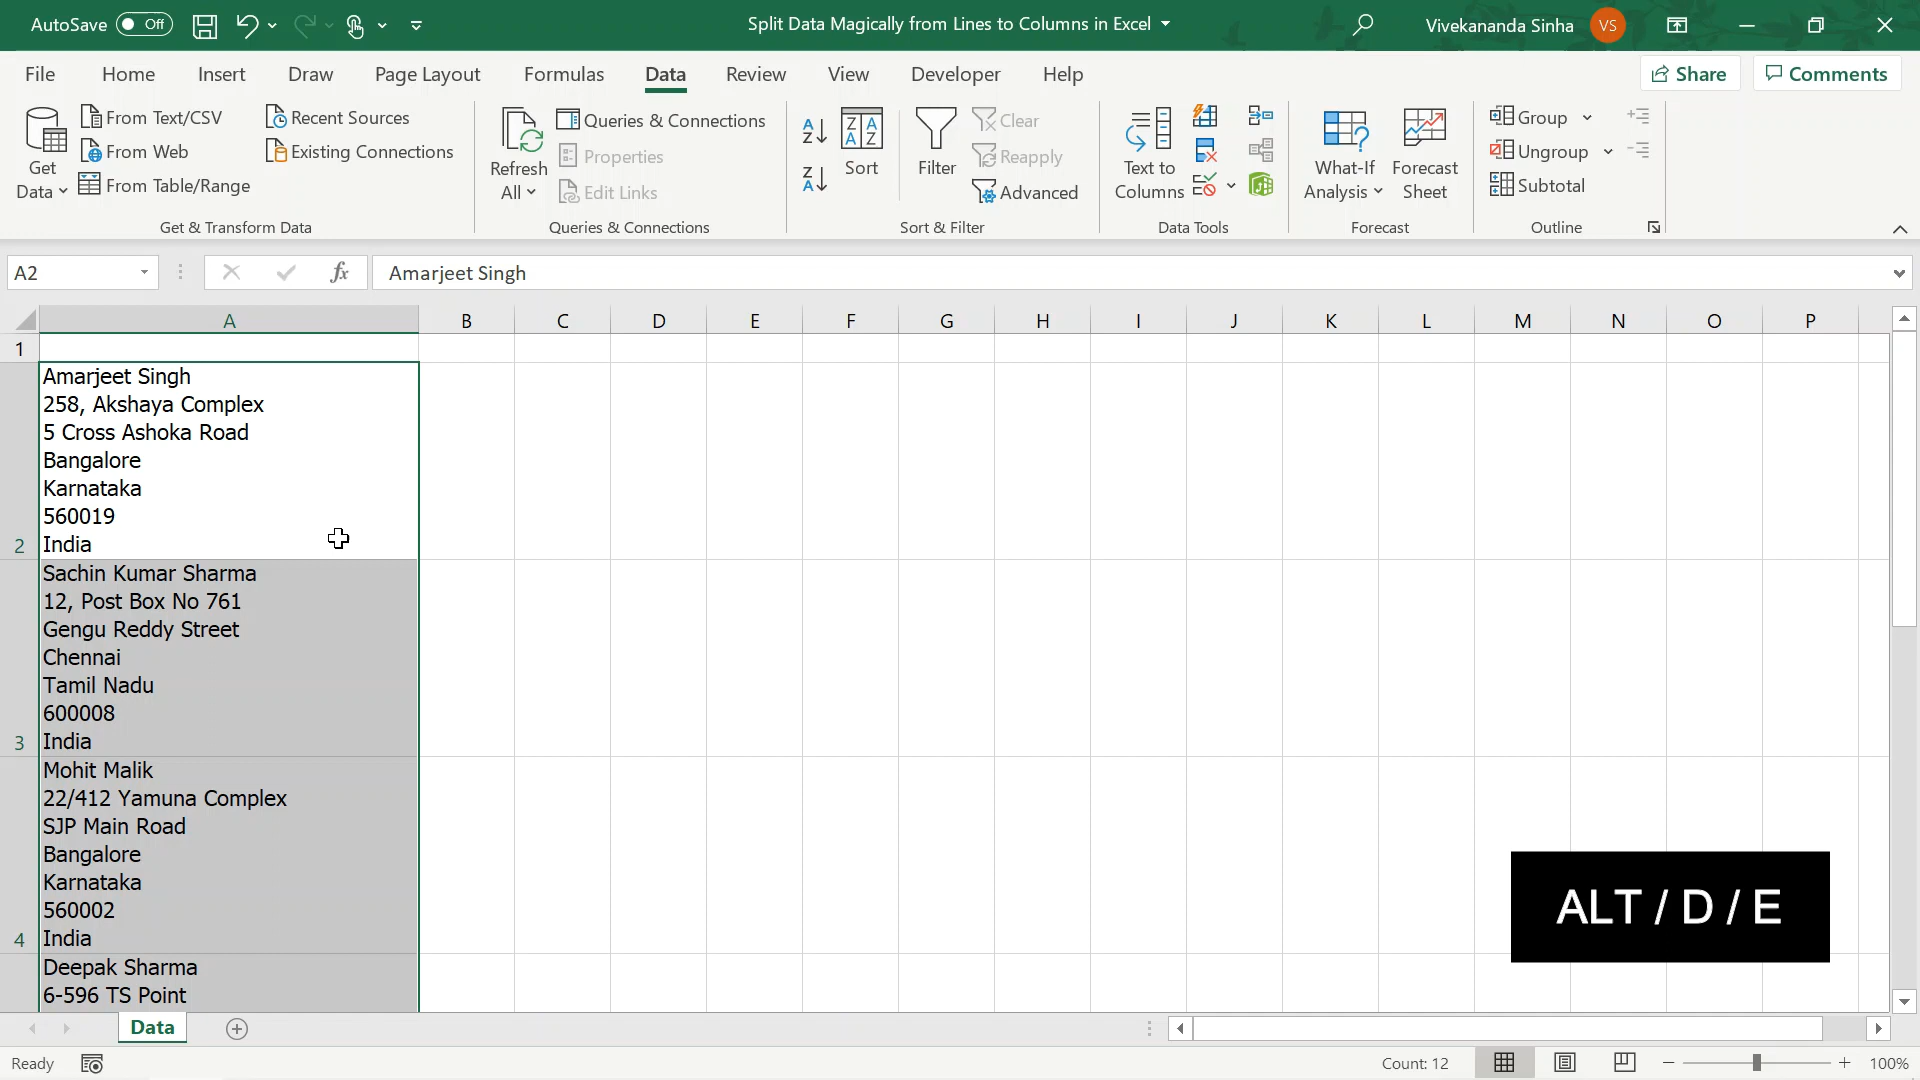 AutoSave Off
Split Data Magically from Lines to Columns in Excel
Vivekananda Sinha VS
File Home Insert Draw Page Layout Formulas Data Review View Developer Help
Share Comments
Get Data
From Text/CSV
From Web
From Table/Range
Recent Sources
Existing Connections
Get & Transform Data
Refresh All
Queries & Connections
Properties
Edit Links
Queries & Connections
Sort
Filter
Clear
Reapply
Advanced
Sort & Filter
Text to Columns
Data Tools
What-If Analysis
Forecast Sheet
Forecast
Group
Ungroup
Subtotal
Outline
A2
fx
Amarjeet Singh
A B C D E F G H I J K L M N O P
1
Amarjeet Singh
258, Akshaya Complex
5 Cross Ashoka Road
Bangalore
Karnataka
560019
2 India
Sachin Kumar Sharma
12, Post Box No 761
Gengu Reddy Street
Chennai
Tamil Nadu
600008
3 India
Mohit Malik
22/412 Yamuna Complex
SJP Main Road
Bangalore
Karnataka
560002
4 India
Deepak Sharma
6-596 TS Point
ALT / D / E
Data
Ready
Count: 12
100%